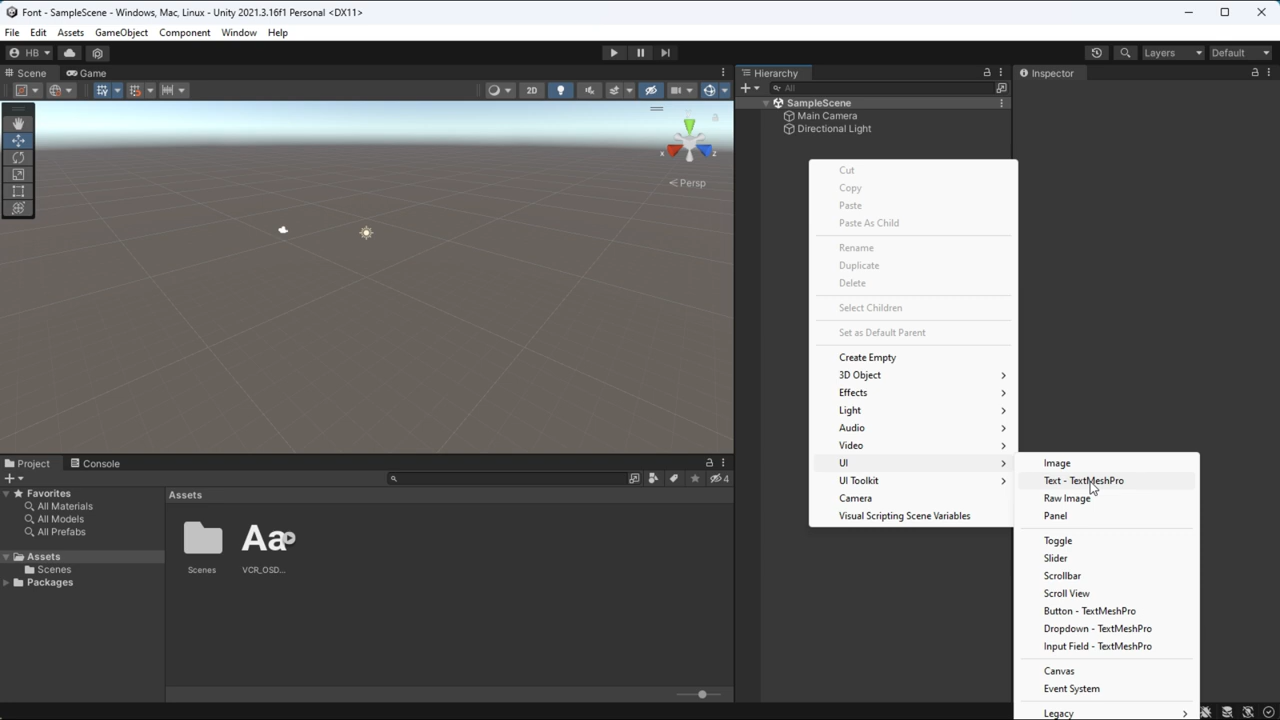 Font - SampleScene - Windows, Mac, Linux - Unity 2021.3.16f1 Personal <DX11>
File Edit Assets GameObject Component Window Help
HB Layers Default
Scene Game
2D
x z
Persp
Hierarchy
All
SampleScene
Main Camera
Directional Light
Inspector
Cut
Copy
Paste
Paste As Child
Rename
Duplicate
Delete
Select Children
Set as Default Parent
Create Empty
3D Object
Effects
Light
Audio
Video
UI
UI Toolkit
Camera
Visual Scripting Scene Variables
Image
Text - TextMeshPro
Raw Image
Panel
Toggle
Slider
Scrollbar
Scroll View
Button - TextMeshPro
Dropdown - TextMeshPro
Input Field - TextMeshPro
Canvas
Event System
Legacy
Project Console
4
Favorites
All Materials
All Models
All Prefabs
Assets
Scenes
Packages
Assets
Aa
Scenes VCR_OSD...